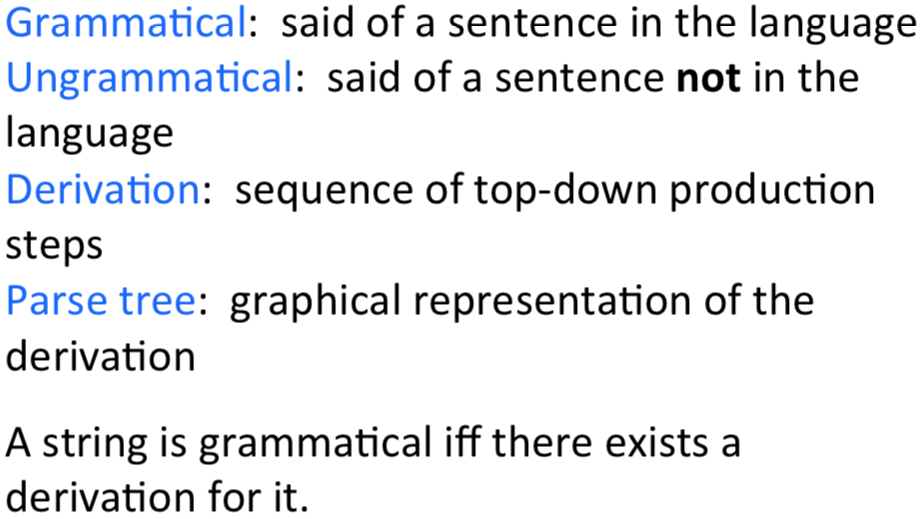 Grammatical:  said of a sentence in the language
Ungrammatical:  said of a sentence not in the
language
Derivation:  sequence of top-down production
steps
Parse tree:  graphical representation of the
derivation
A string is grammatical iff there exists a
derivation for it.